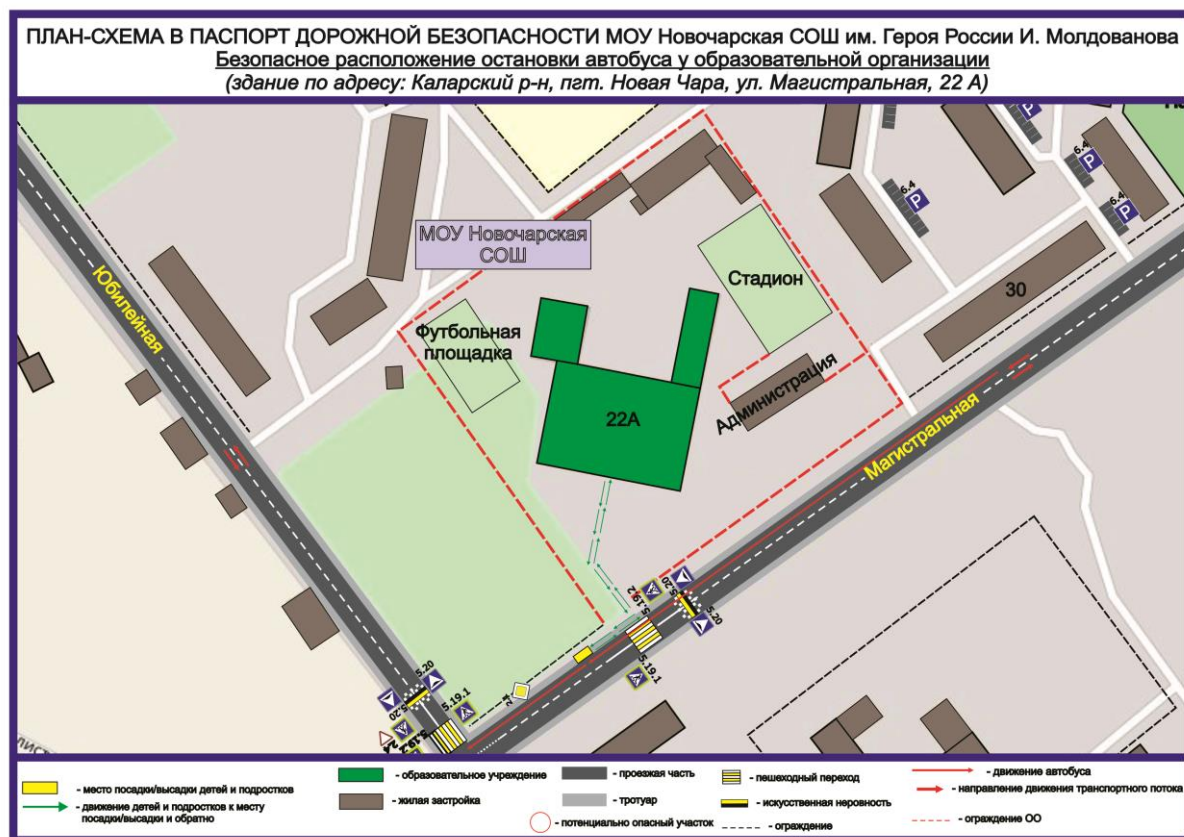 ПЛАН-СХЕМА В ПАСПОРТ ДОРОЖНОЙ БЕЗОПАСНОСТИ МОУ Новочарская СОШ им. Героя России И. Молдованова
Безопасное расположение остановки автобуса у образовательной организации
(здание по адресу: Каларский р-н, пгт. Новая Чара, ул. Магистральная, 22 А)
P
6.4
P
6.4
P
6.4
P
МОУ Новочарская
СОШ
Стадион
30
Юбилейная
Футбольная
площадка
22А
Администрация
Магистральная
5.19.2
5.20
5.20
5.19.1
5.20
5.20
5.19.1
5.19.2
2.4
2.4
- место посадки/высадки детей и подростков
- движение детей и подростков к месту
посадки/высадки и обратно
- образовательное учреждение
- жилая застройка
- проезжая часть
- тротуар
- потенциально опасный участок
- пешеходный переход
- искусственная неровность
- ограждение
- движение автобуса
- направление движения транспортного потока
- ограждение ОО